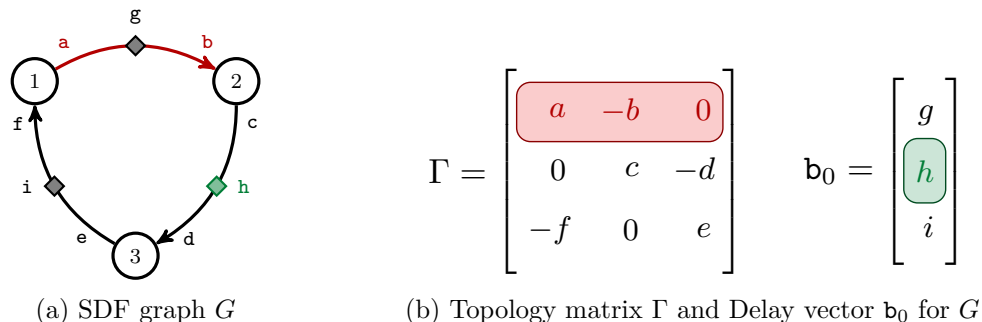 g
a b
1 2
f c
i h
e d
3
(a) SDF graph G
Γ = [ a −b 0
0 c −d
−f 0 e ]
b₀ = [ g
h
i ]
(b) Topology matrix Γ and Delay vector b₀ for G